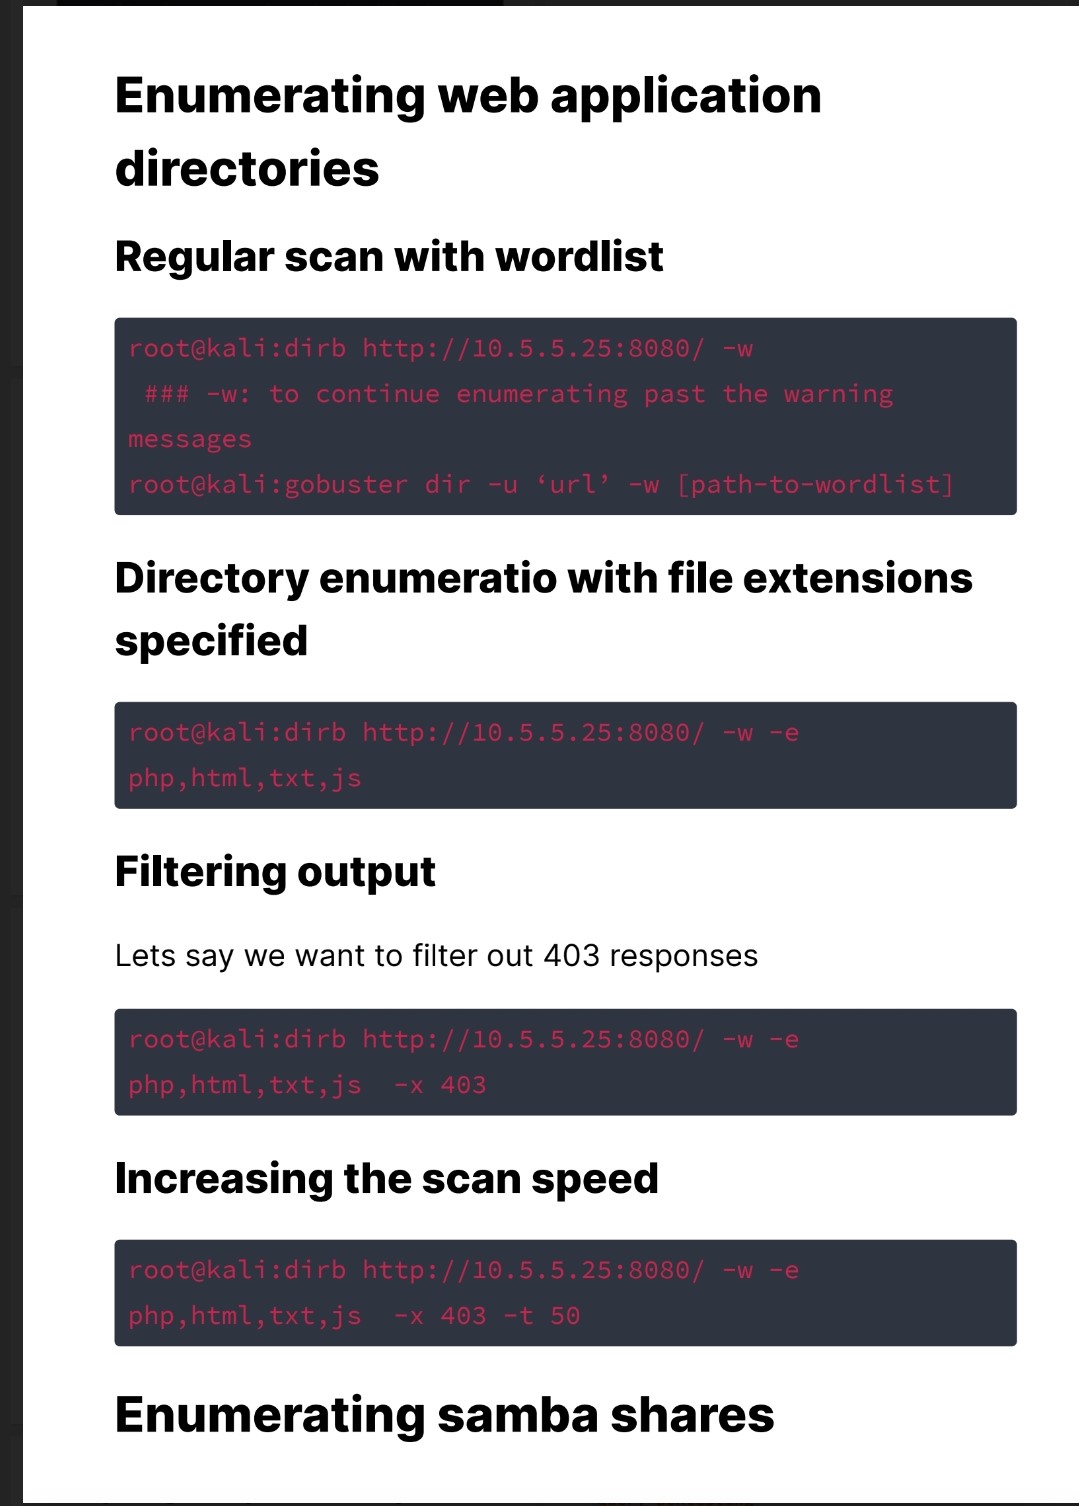 Enumerating web application
directories
Regular scan with wordlist
root@kali:dirb http://10.5.5.25:8080/ -w
### -w: to continue enumerating past the warning
messages
root@kali:gobuster dir -u ‘url’ -w [path-to-wordlist]
Directory enumeratio with file extensions
specified
root@kali:dirb http://10.5.5.25:8080/ -w -e
php,html,txt,js
Filtering output
Lets say we want to filter out 403 responses
root@kali:dirb http://10.5.5.25:8080/ -w -e
php,html,txt,js  -x 403
Increasing the scan speed
root@kali:dirb http://10.5.5.25:8080/ -w -e
php,html,txt,js  -x 403 -t 50
Enumerating samba shares